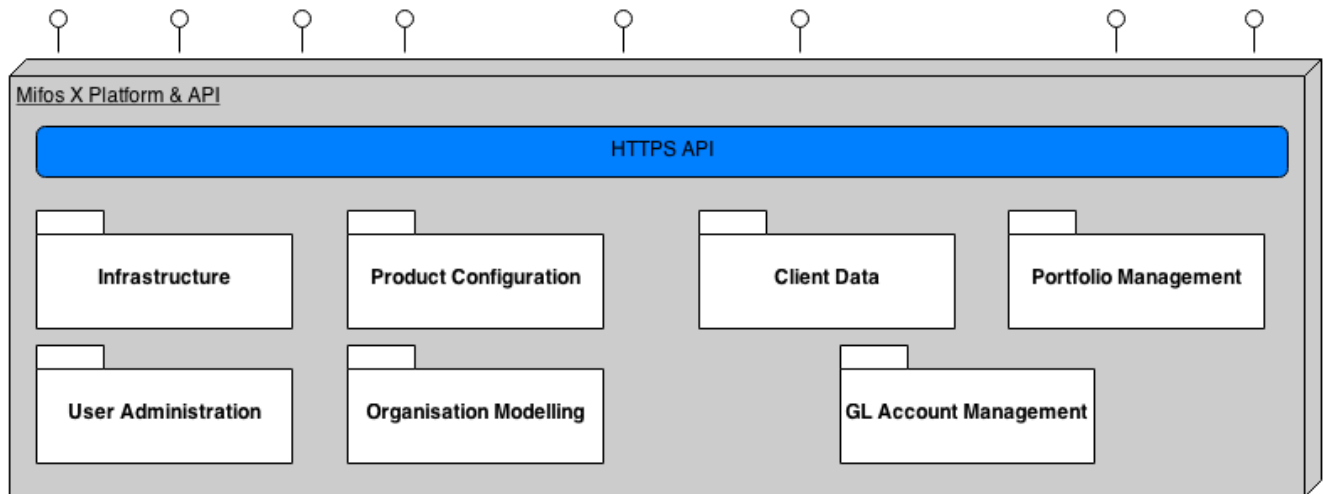 Mifos X Platform & API
HTTPS API
Infrastructure
Product Configuration
Client Data
Portfolio Management
User Administration
Organisation Modelling
GL Account Management